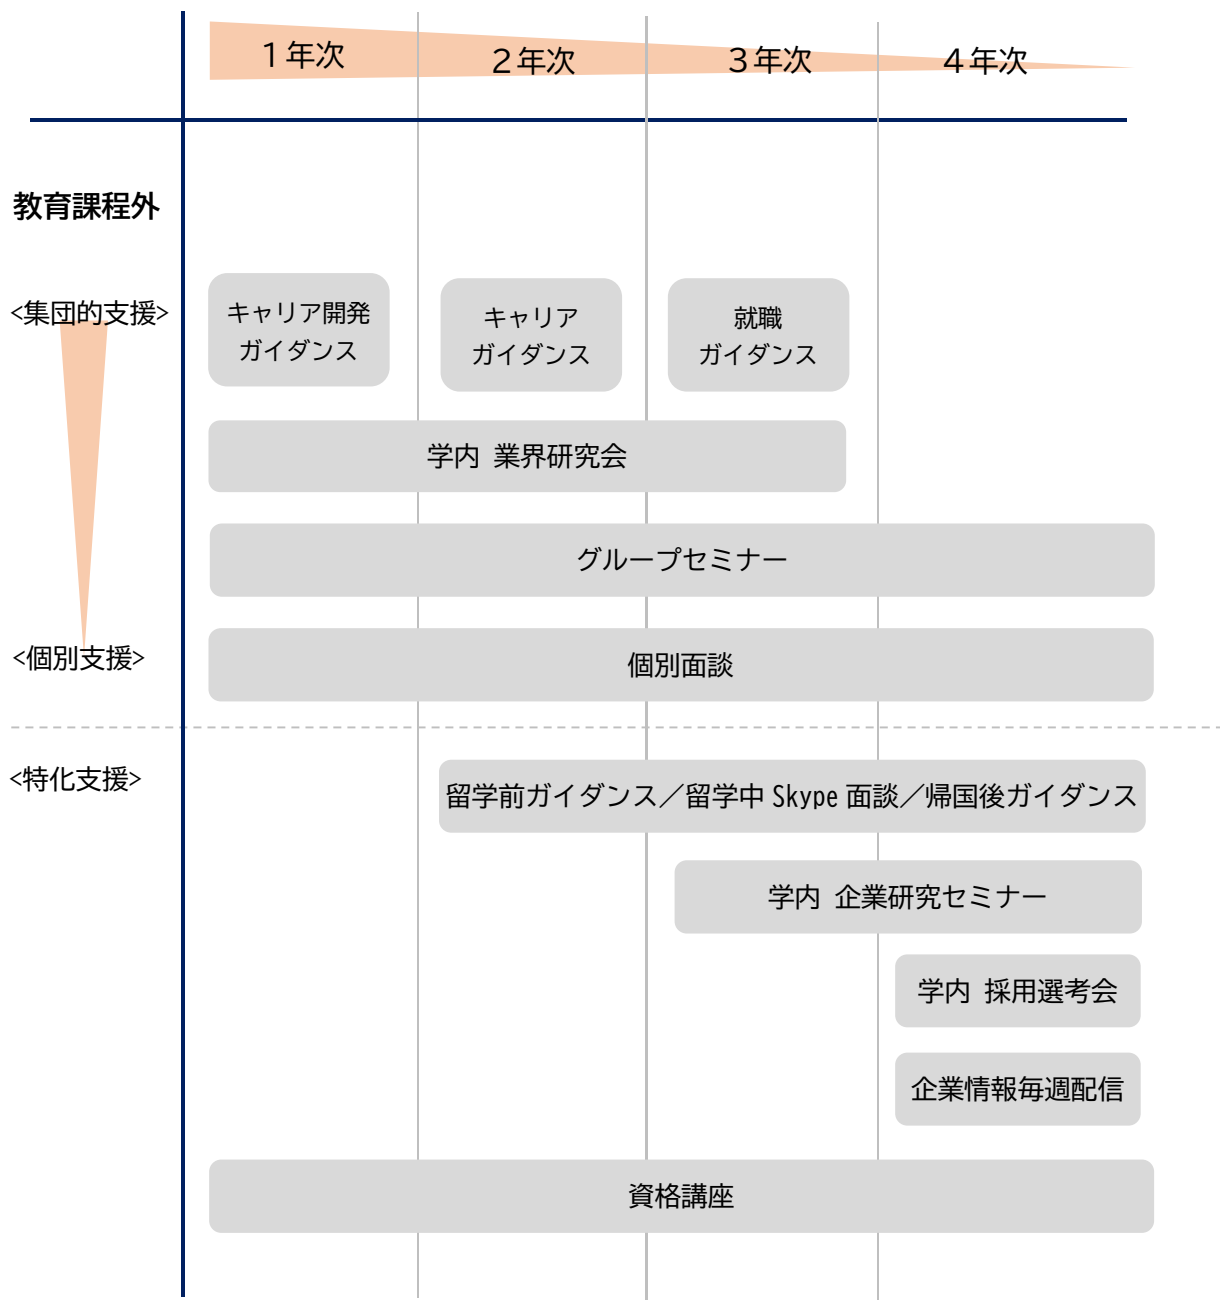 １年次
２年次
３年次
４年次
教育課程外
<集団的支援>
キャリア開発
ガイダンス
キャリア
ガイダンス
就職
ガイダンス
学内 業界研究会
グループセミナー
<個別支援>
個別面談
<特化支援>
留学前ガイダンス／留学中 Skype 面談／帰国後ガイダンス
学内 企業研究セミナー
学内 採用選考会
企業情報毎週配信
資格講座